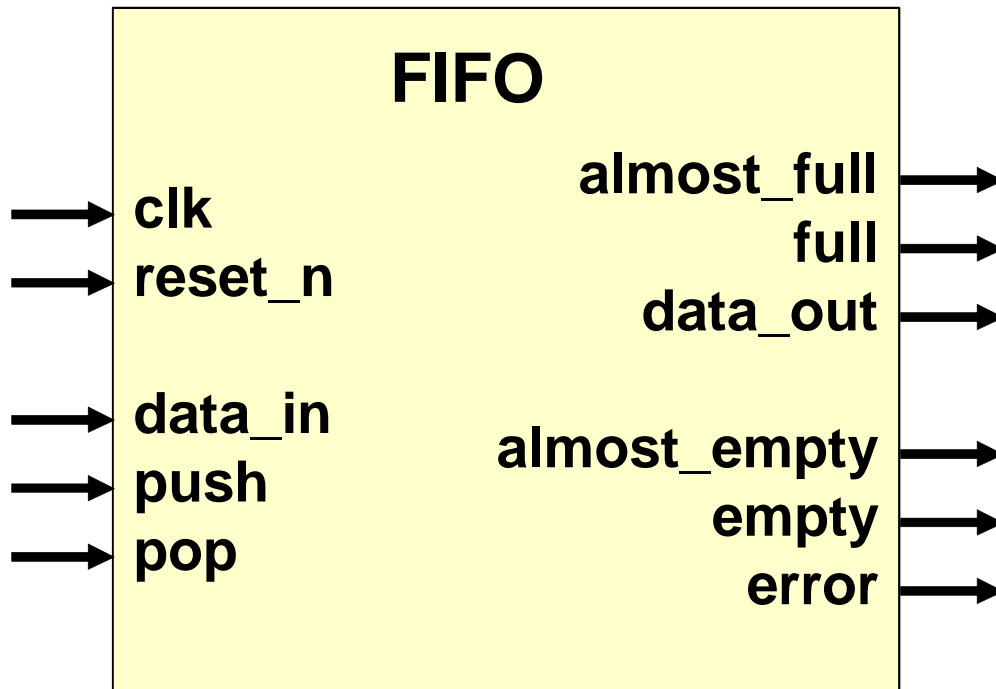 FIFO
clk
reset_n
data_in
push
pop
almost_full
full
data_out
almost_empty
empty
error